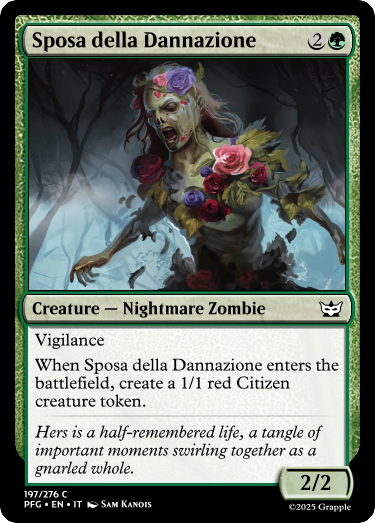 Sposa della Dannazione 2
Creature — Nightmare Zombie
Vigilance
When Sposa della Dannazione enters the
battlefield, create a 1/1 red Citizen
creature token.
Hers is a half-remembered life, a tangle of
important moments swirling together as a
gnarled whole.
2/2
197/276 C
PFG • EN • IT Sam Kanois
©2025 Grapple